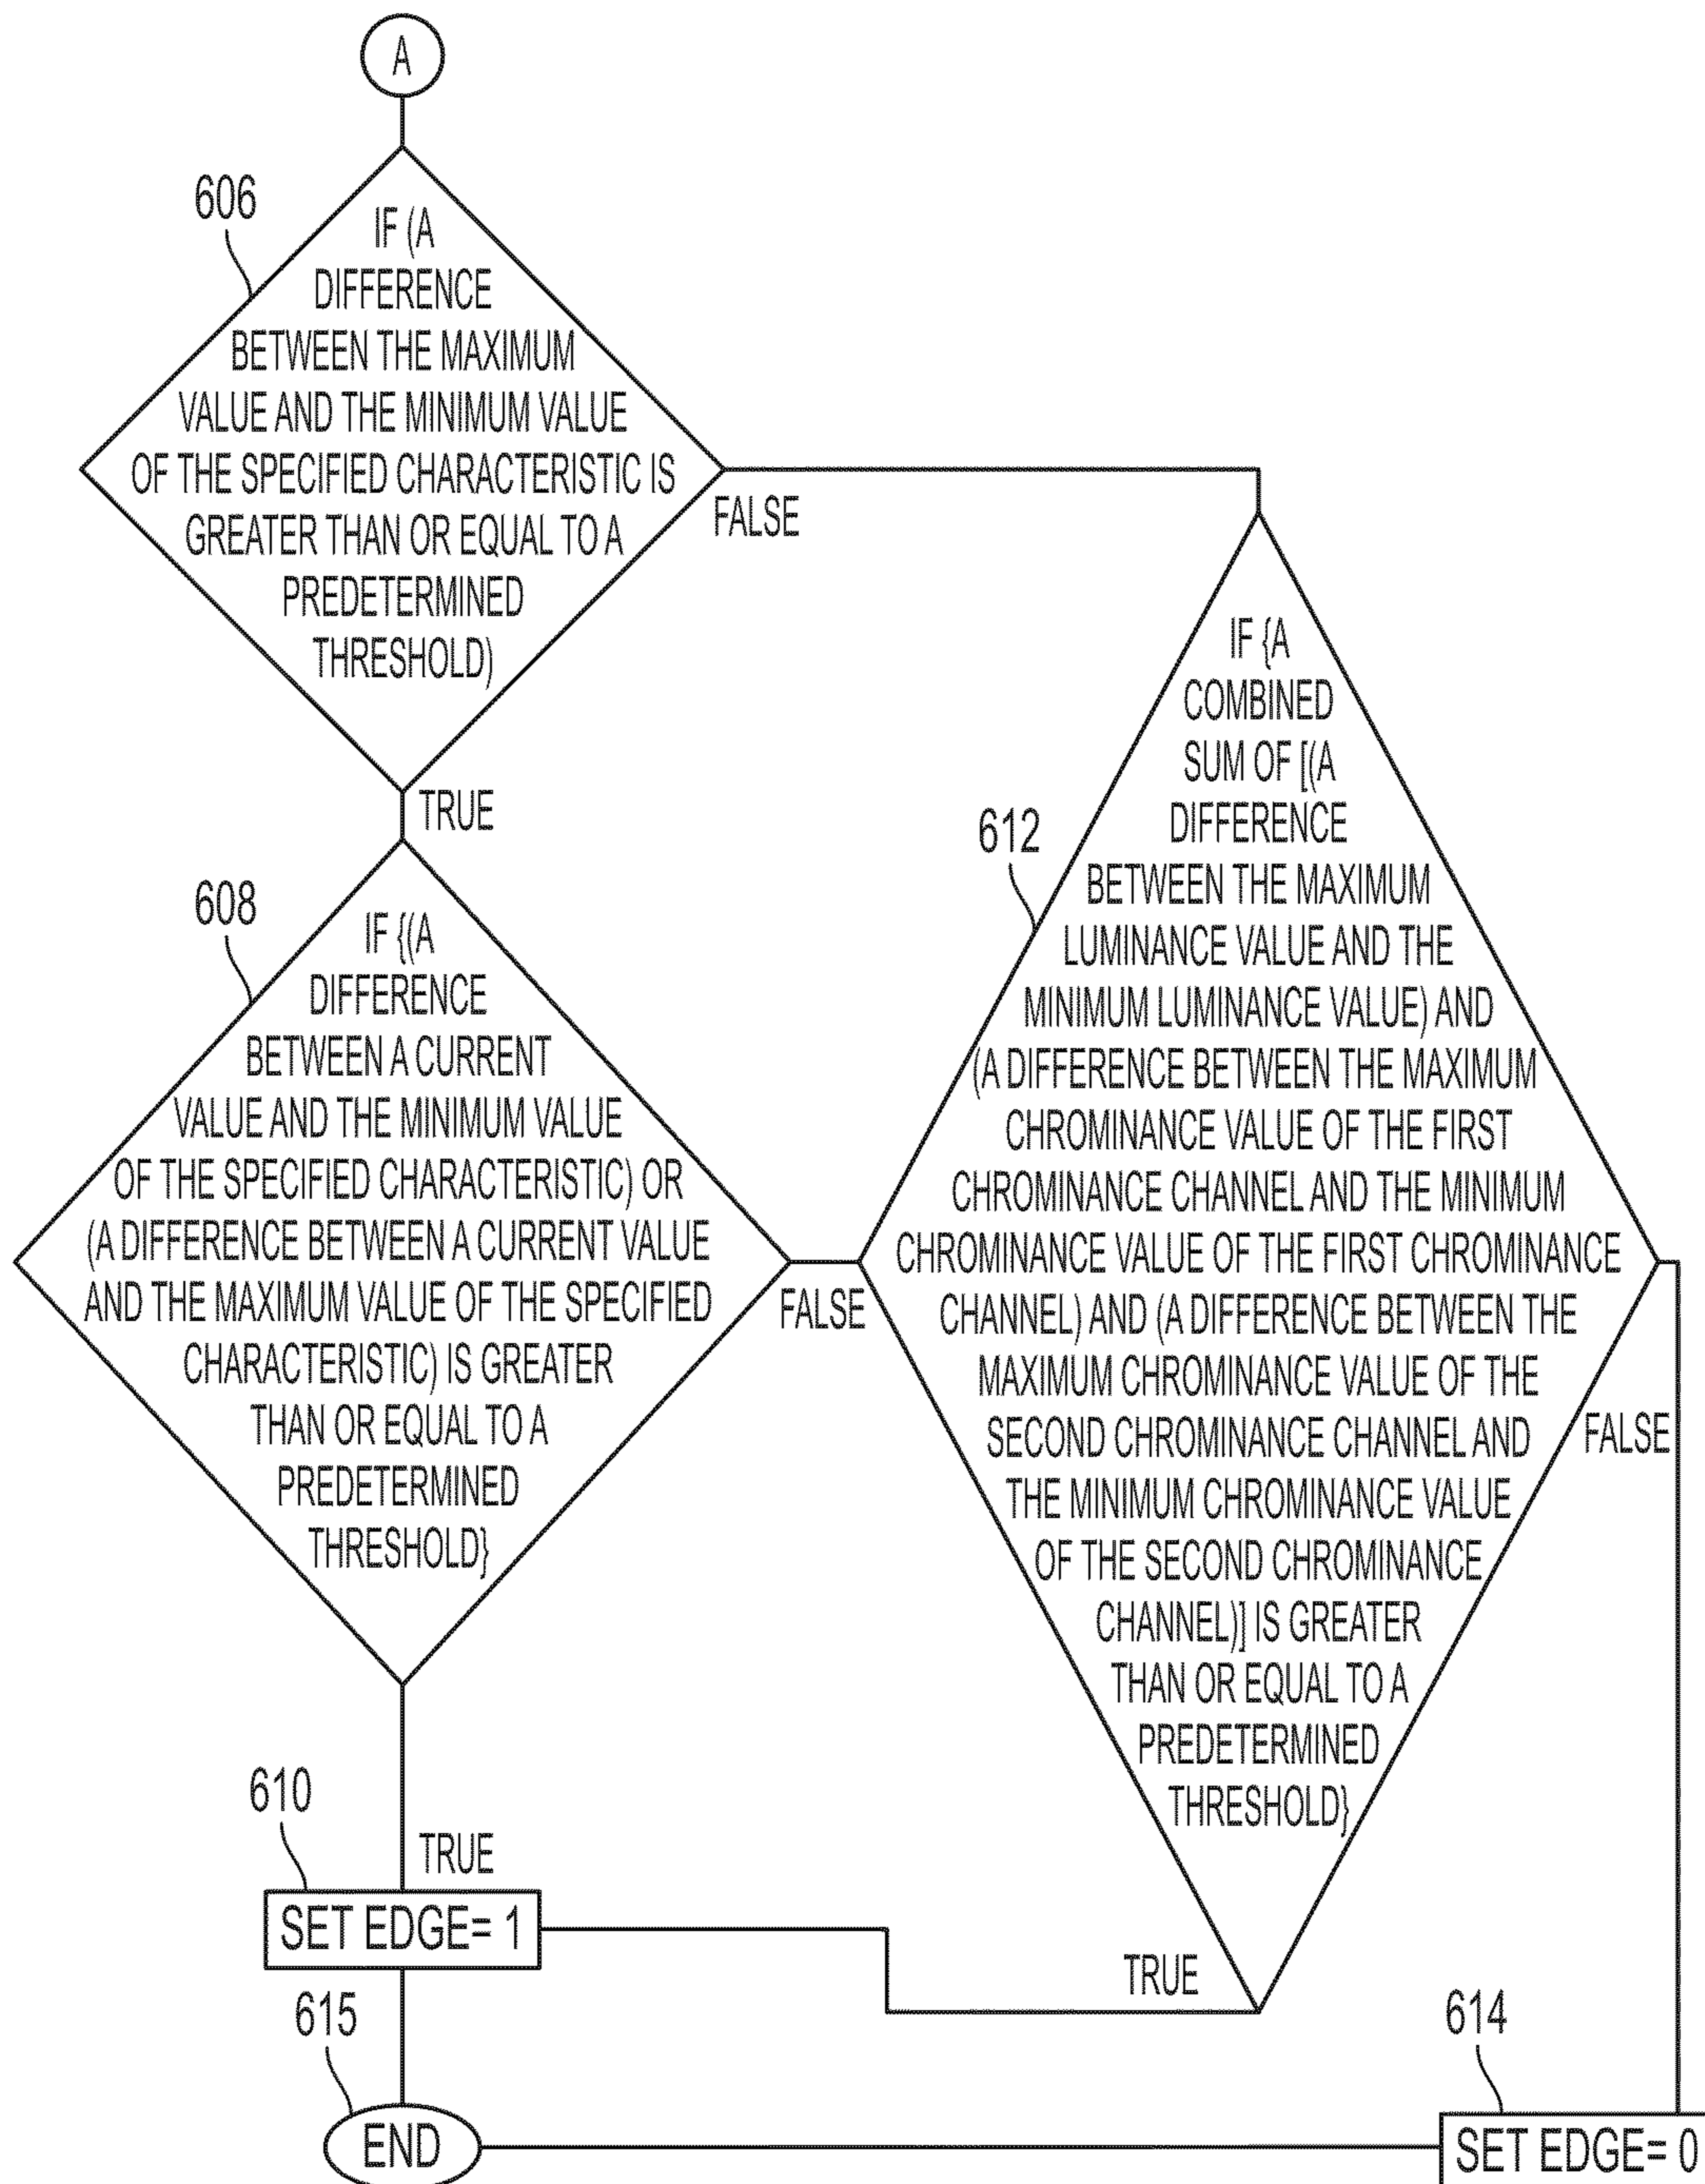 A
606
IF (A
DIFFERENCE
BETWEEN THE MAXIMUM
VALUE AND THE MINIMUM VALUE
OF THE SPECIFIED CHARACTERISTIC IS
GREATER THAN OR EQUAL TO A
PREDETERMINED
THRESHOLD)
FALSE
TRUE
608
IF {(A
DIFFERENCE
BETWEEN A CURRENT
VALUE AND THE MINIMUM VALUE
OF THE SPECIFIED CHARACTERISTIC) OR
(A DIFFERENCE BETWEEN A CURRENT VALUE
AND THE MAXIMUM VALUE OF THE SPECIFIED
CHARACTERISTIC) IS GREATER
THAN OR EQUAL TO A
PREDETERMINED
THRESHOLD}
FALSE
TRUE
612
IF {A
COMBINED
SUM OF [(A
DIFFERENCE
BETWEEN THE MAXIMUM
LUMINANCE VALUE AND THE
MINIMUM LUMINANCE VALUE) AND
(A DIFFERENCE BETWEEN THE MAXIMUM
CHROMINANCE VALUE OF THE FIRST
CHROMINANCE CHANNEL AND THE MINIMUM
CHROMINANCE VALUE OF THE FIRST CHROMINANCE
CHANNEL) AND (A DIFFERENCE BETWEEN THE
MAXIMUM CHROMINANCE VALUE OF THE
SECOND CHROMINANCE CHANNEL AND
THE MINIMUM CHROMINANCE VALUE
OF THE SECOND CHROMINANCE
CHANNEL)] IS GREATER
THAN OR EQUAL TO A
PREDETERMINED
THRESHOLD}
FALSE
TRUE
610
SET EDGE= 1
615
END
614
SET EDGE= 0